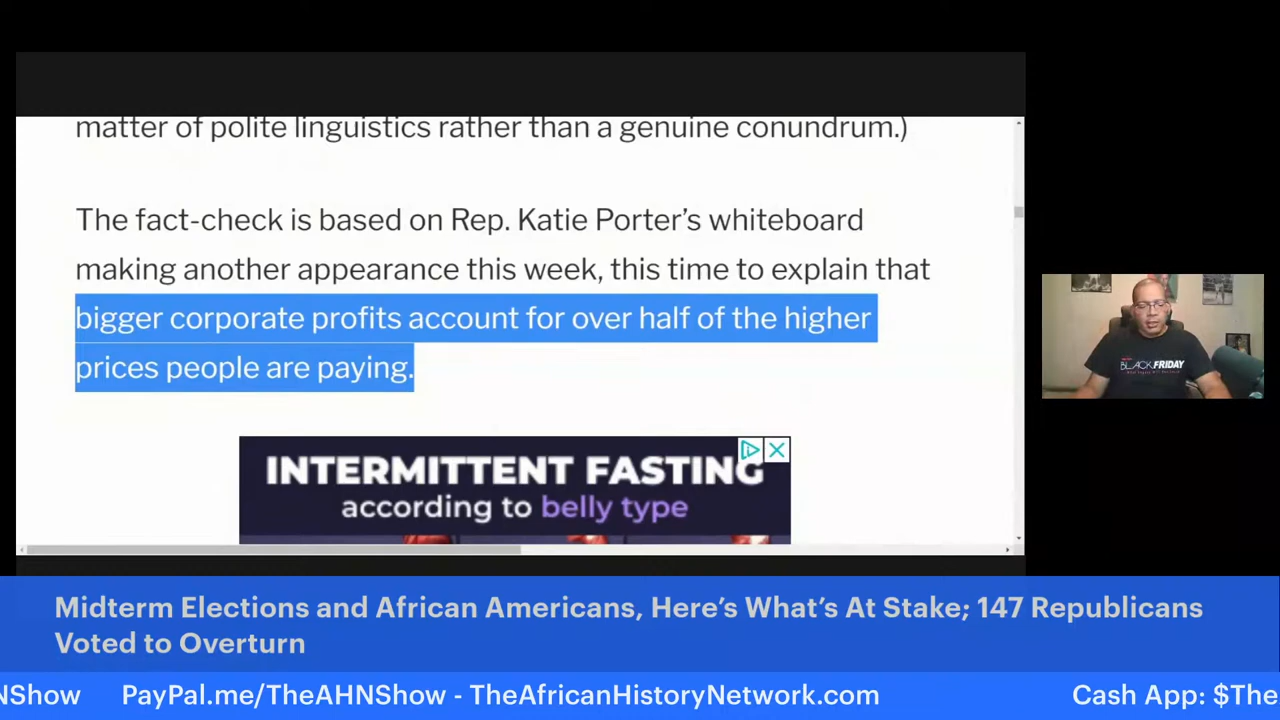 matter of polite linguistics rather than a genuine conundrum.)
The fact-check is based on Rep. Katie Porter’s whiteboard
making another appearance this week, this time to explain that
bigger corporate profits account for over half of the higher
prices people are paying.
INTERMITTENT FASTING
according to belly type
BLACK FRIDAY
Midterm Elections and African Americans, Here’s What’s At Stake; 147 Republicans
Voted to Overturn
NShow PayPal.me/TheAHNShow - TheAfricanHistoryNetwork.com Cash App: $The